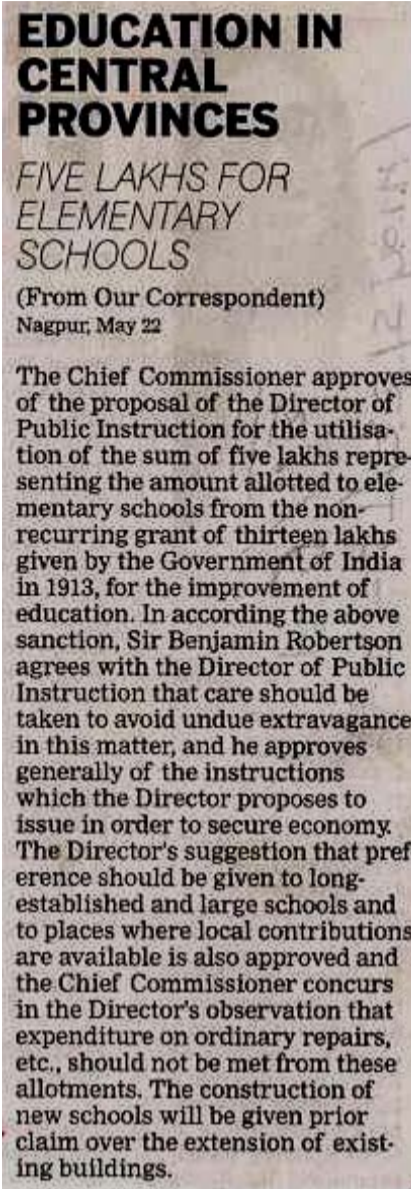 EDUCATION IN
CENTRAL
PROVINCES
FIVE LAKHS FOR
ELEMENTARY
SCHOOLS
(From Our Correspondent)
Nagpur, May 22
The Chief Commissioner approves
of the proposal of the Director of
Public Instruction for the utilisa-
tion of the sum of five lakhs repre-
senting the amount allotted to ele-
mentary schools from the non-
recurring grant of thirteen lakhs
given by the Government of India
in 1913, for the improvement of
education. In according the above
sanction, Sir Benjamin Robertson
agrees with the Director of Public
Instruction that care should be
taken to avoid undue extravagance
in this matter, and he approves
generally of the instructions
which the Director proposes to
issue in order to secure economy.
The Director's suggestion that pref
erence should be given to long-
established and large schools and
to places where local contributions
are available is also approved and
the Chief Commissioner concurs
in the Director's observation that
expenditure on ordinary repairs,
etc., should not be met from these
allotments. The construction of
new schools will be given prior
claim over the extension of exist-
ing buildings.